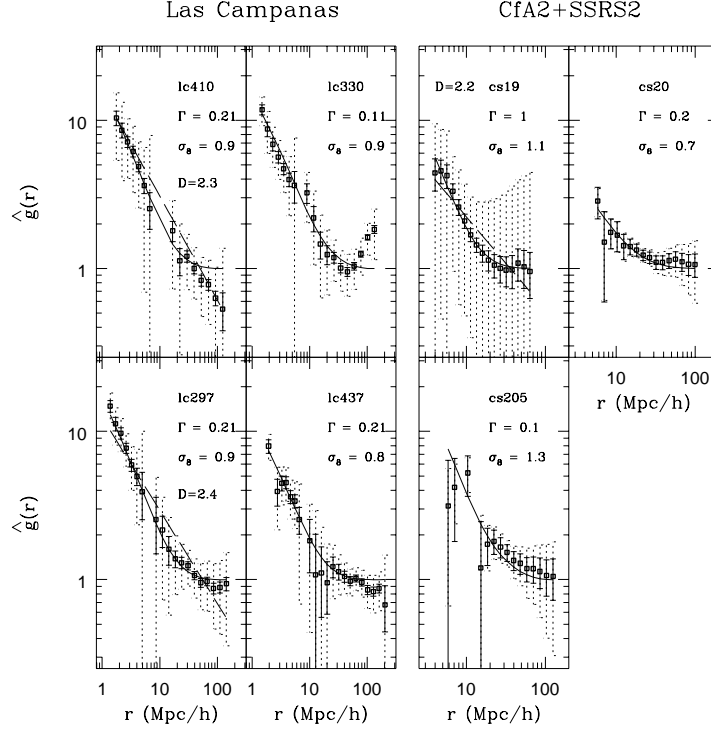 Las Campanas
CfA2+SSRS2
lc410
Γ = 0.21
σ8 = 0.9
D=2.3
lc330
Γ = 0.11
σ8 = 0.9
D=2.2 cs19
Γ = 1
σ8 = 1.1
cs20
Γ = 0.2
σ8 = 0.7
10
1
^g(r)
10 100
r (Mpc/h)
lc297
Γ = 0.21
σ8 = 0.9
D=2.4
lc437
Γ = 0.21
σ8 = 0.8
cs205
Γ = 0.1
σ8 = 1.3
10
1
^g(r)
1 10 100
1 10 100
10 100
r (Mpc/h)
r (Mpc/h)
r (Mpc/h)